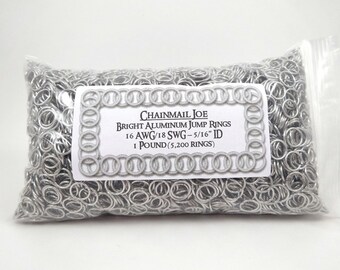 Chainmail Joe
Bright Aluminum Jump Rings
16 AWG/18 SWG – 5/16" ID
1 Pound (5,200 Rings)